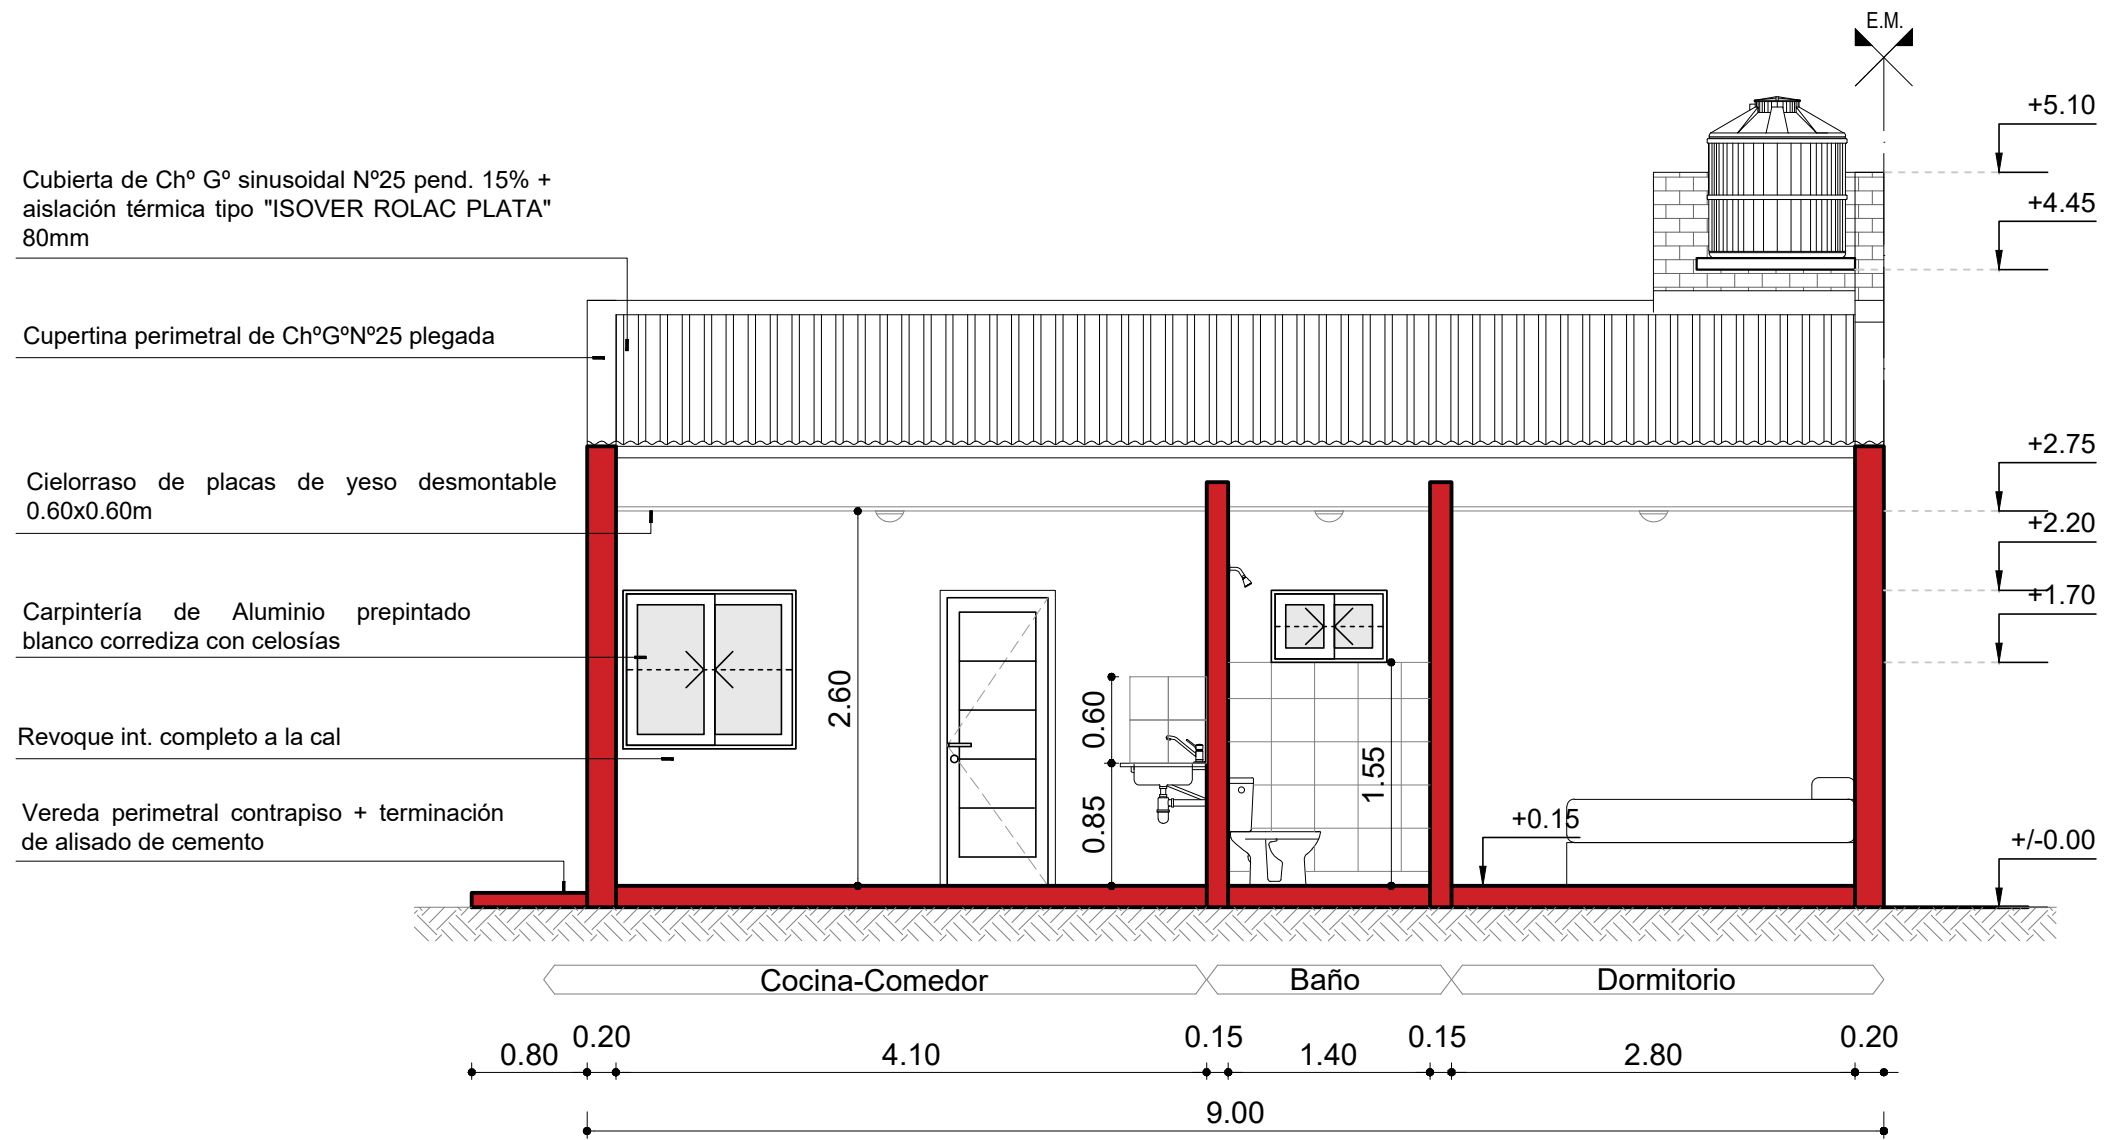 E.M.
+5.10
Cubierta de Chº Gº sinusoidal Nº25 pend. 15% +
aislación térmica tipo "ISOVER ROLAC PLATA"
80mm
+4.45
Cupertina perimetral de ChºGºNº25 plegada
+2.75
Cielorraso de placas de yeso desmontable
0.60x0.60m
+2.20
Carpintería de Aluminio prepintado
blanco corrediza con celosías
+1.70
2.60
0.60
Revoque int. completo a la cal
1.55
Vereda perimetral contrapiso + terminación
de alisado de cemento
0.85
+0.15
+/-0.00
Cocina-Comedor
Baño
Dormitorio
0.80
0.20
4.10
0.15
1.40
0.15
2.80
0.20
9.00